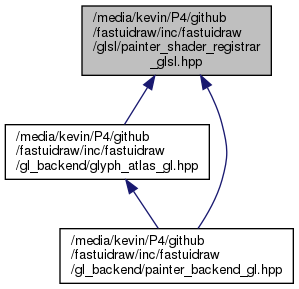 /media/kevin/P4/github
/fastuidraw/inc/fastuidraw
/glsl/painter_shader_registrar
_glsl.hpp
/media/kevin/P4/github
/fastuidraw/inc/fastuidraw
/gl_backend/glyph_atlas_gl.hpp
/media/kevin/P4/github
/fastuidraw/inc/fastuidraw
/gl_backend/painter_backend_gl.hpp